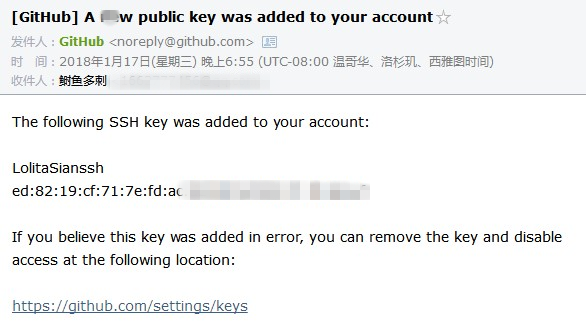 [GitHub] A w public key was added to your account☆
发件人：GitHub <noreply@github.com>
时　间：2018年1月17日(星期三) 晚上6:55 (UTC-08:00 温哥华、洛杉矶、西雅图时间)
收件人：鲥鱼多刺
The following SSH key was added to your account:
LolitaSianssh
ed:82:19:cf:71:7e:fd:ac
If you believe this key was added in error, you can remove the key and disable
access at the following location:
https://github.com/settings/keys